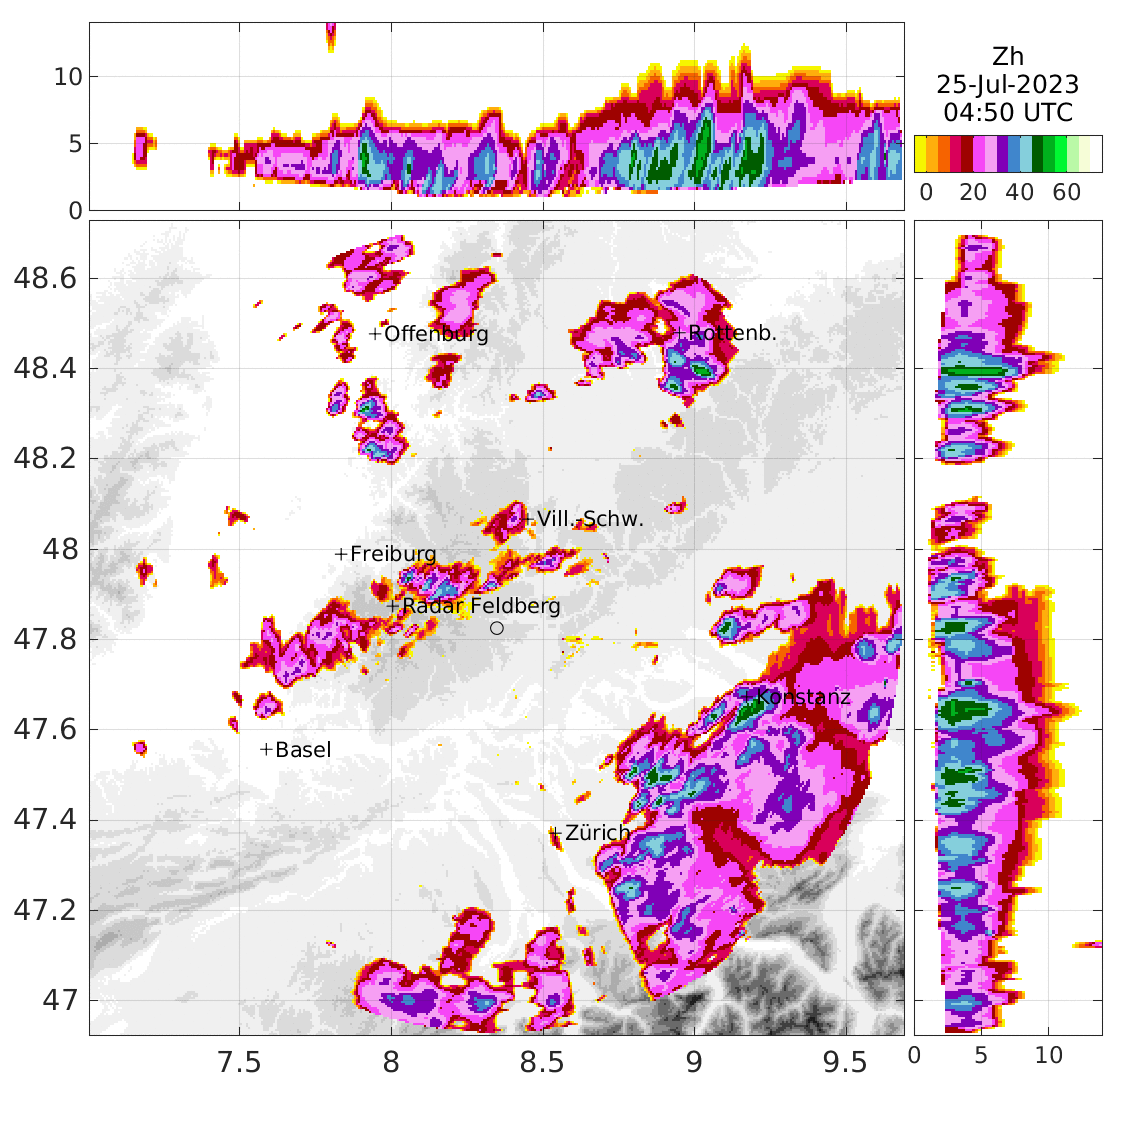 10
5
0
Zh
25-Jul-2023
04:50 UTC
0 20 40 60
48.6
48.4
48.2
48
47.8
47.6
47.4
47.2
47
+Offenburg
+Rottenb.
+Vill.-Schw.
+Freiburg
+Radar Feldberg
+Konstanz
+Basel
+Zürich
7.5 8 8.5 9 9.5
0 5 10